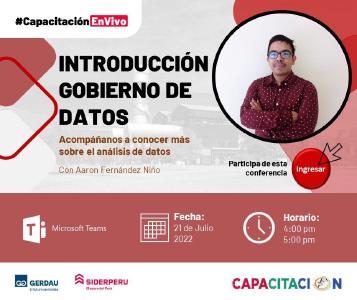 #CapacitaciónEnVivo
INTRODUCCIÓN
GOBIERNO DE
DATOS
Acompáñanos a conocer más
sobre el análisis de datos
Con Aaron Fernández Niño
Participa de esta
conferencia
Ingresar
Microsoft Teams
Fecha:
21 de Julio
2022
Horario:
4:00 pm
5:00 pm
GERDAU
SIDERPERU
CAPACITACIÓN